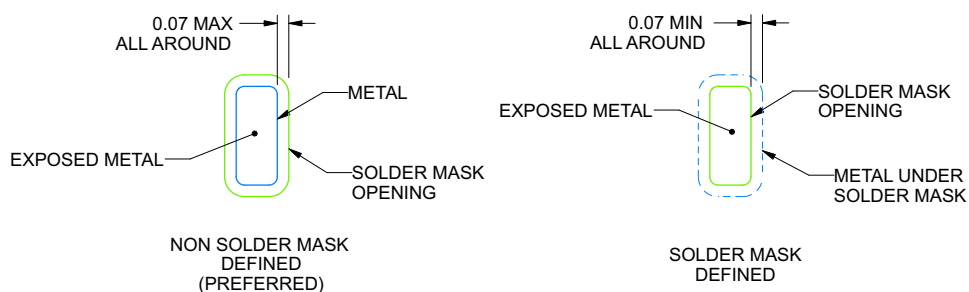 0.07 MAX
ALL AROUND
METAL
EXPOSED METAL
SOLDER MASK
OPENING
NON SOLDER MASK
DEFINED
(PREFERRED)
0.07 MIN
ALL AROUND
EXPOSED METAL
SOLDER MASK
OPENING
METAL UNDER
SOLDER MASK
SOLDER MASK
DEFINED